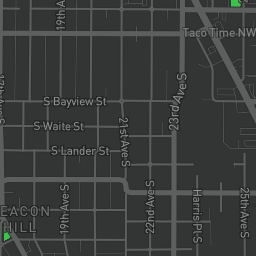 19th Ave
Taco Time NW
S Bayview St
23rd Ave S
S Waite St
21st Ave S
S Lander St
19th Ave S
22nd Ave S
Harris Pl S
25th Ave S
EACON
HILL